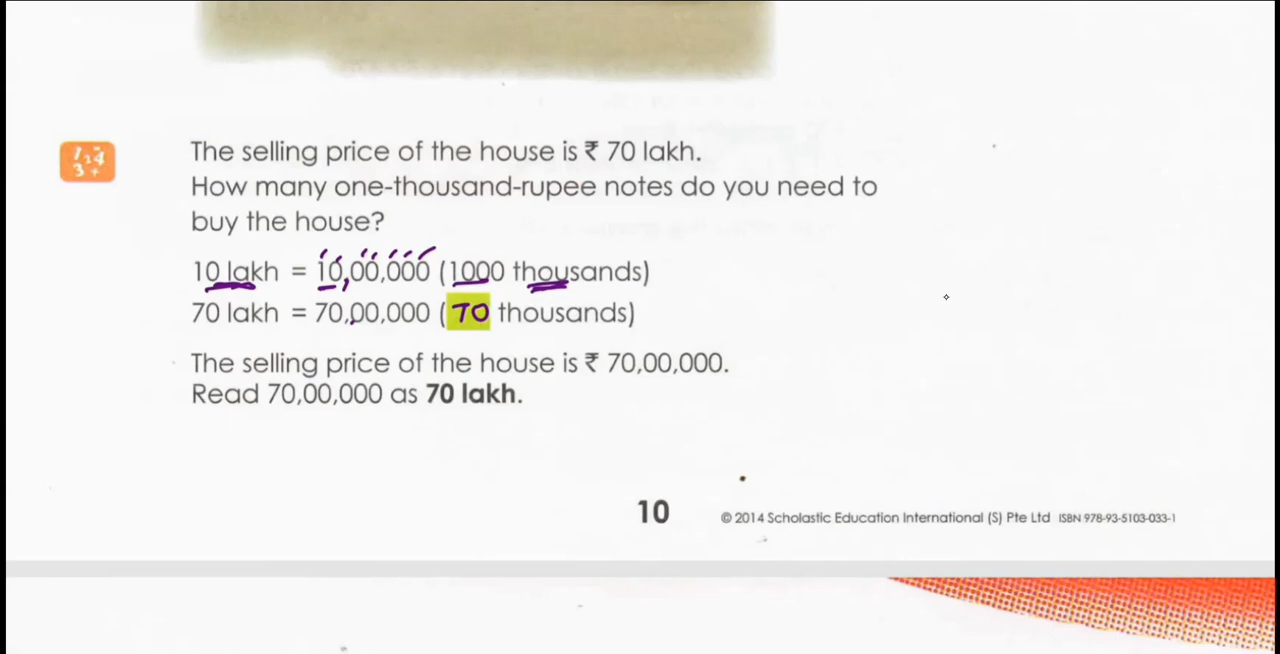 The selling price of the house is ₹ 70 lakh.
How many one-thousand-rupee notes do you need to
buy the house?
10 lakh = 10,00,000 (1000 thousands)
70 lakh = 70,00,000 (70 thousands)
The selling price of the house is ₹ 70,00,000.
Read 70,00,000 as 70 lakh.
10
© 2014 Scholastic Education International (S) Pte Ltd ISBN 978-93-5103-033-1